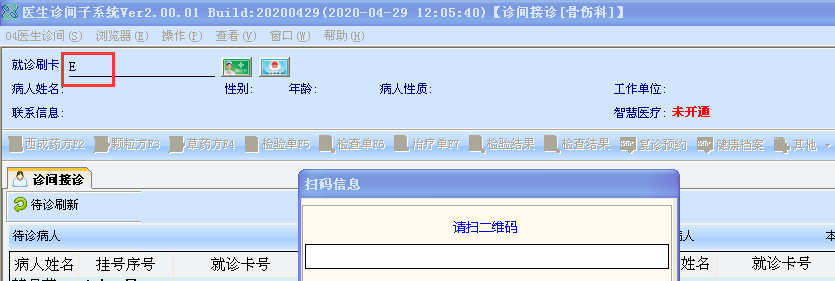 医生诊间子系统Ver2.00.01 Build:20200429(2020-04-29 12:05:40)【诊间接诊[骨伤科]】
04医生诊间(S) 浏览器(E) 操作(P) 查看(V) 窗口(W) 帮助(H)
就诊刷卡 E
病人姓名: 性别: 年龄: 病人性质: 工作单位:
联系信息: 智慧医疗: 未开通
西成药方F2 颗粒方F3 草药方F4 检验单F5 检查单F6 治疗单F7 检验结果 检查结果 复诊预约 健康档案 其他
诊间接诊
扫码信息
待诊刷新
请扫二维码
待诊病人 病人 本
病人姓名 挂号序号 就诊卡号 姓名 就诊卡号